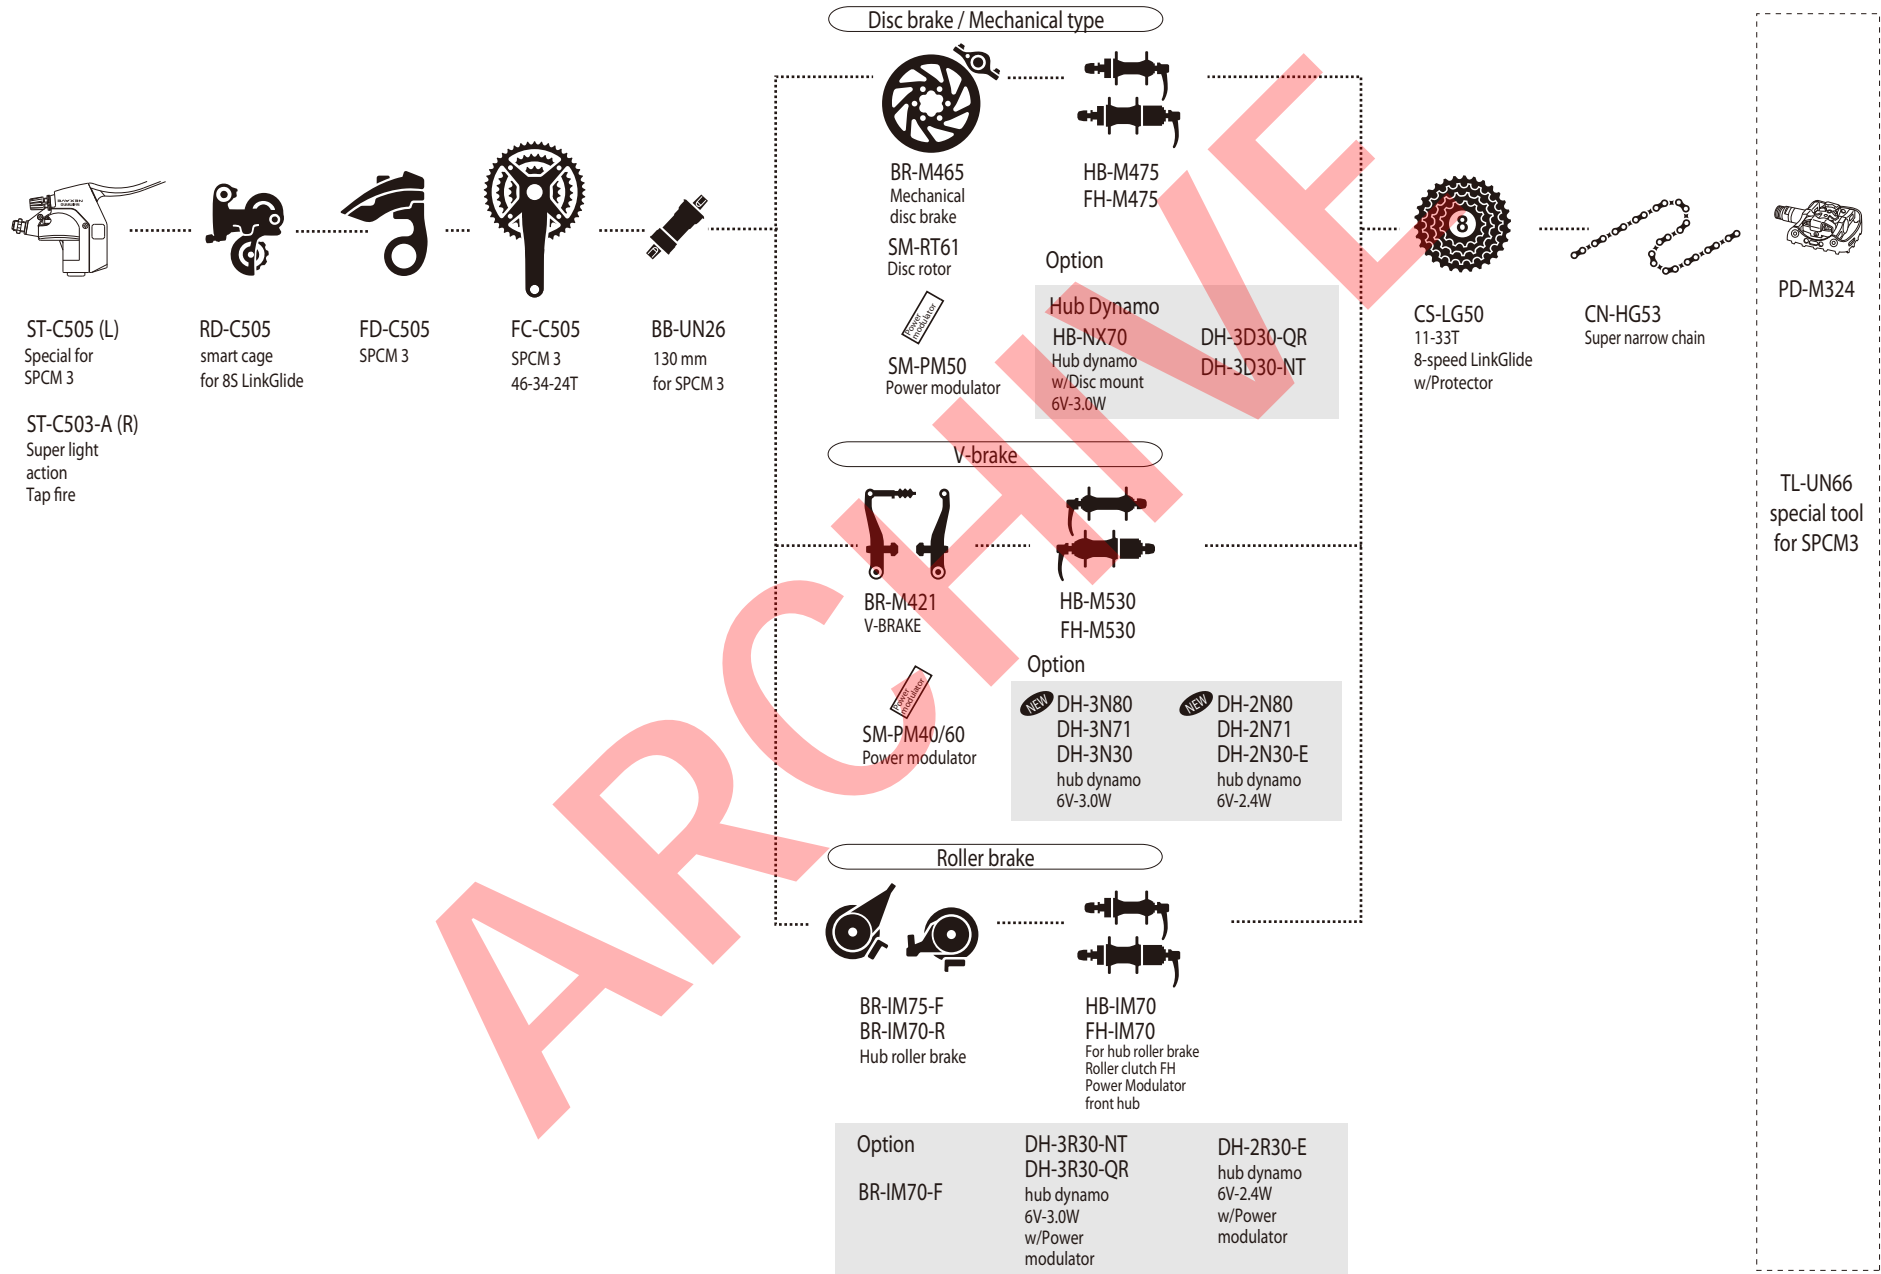 Disc brake / Mechanical type
ST-C505 (L)
Special for
SPCM 3
ST-C503-A (R)
Super light
action
Tap fire
RD-C505
smart cage
for 8S LinkGlide
FD-C505
SPCM 3
FC-C505
SPCM 3
46-34-24T
BB-UN26
130 mm
for SPCM 3
BR-M465
Mechanical
disc brake
SM-RT61
Disc rotor
Power
modulator
SM-PM50
Power modulator
HB-M475
FH-M475
Option
Hub Dynamo
HB-NX70
Hub dynamo
w/Disc mount
6V-3.0W
DH-3D30-QR
DH-3D30-NT
V-brake
BR-M421
V-BRAKE
Power
modulator
SM-PM40/60
Power modulator
HB-M530
FH-M530
Option
NEW DH-3N80
DH-3N71
DH-3N30
hub dynamo
6V-3.0W
NEW DH-2N80
DH-2N71
DH-2N30-E
hub dynamo
6V-2.4W
Roller brake
BR-IM75-F
BR-IM70-R
Hub roller brake
HB-IM70
FH-IM70
For hub roller brake
Roller clutch FH
Power Modulator
front hub
Option
BR-IM70-F
DH-3R30-NT
DH-3R30-QR
hub dynamo
6V-3.0W
w/Power
modulator
DH-2R30-E
hub dynamo
6V-2.4W
w/Power
modulator
8
CS-LG50
11-33T
8-speed LinkGlide
w/Protector
CN-HG53
Super narrow chain
PD-M324
TL-UN66
special tool
for SPCM3
ARCHIVE